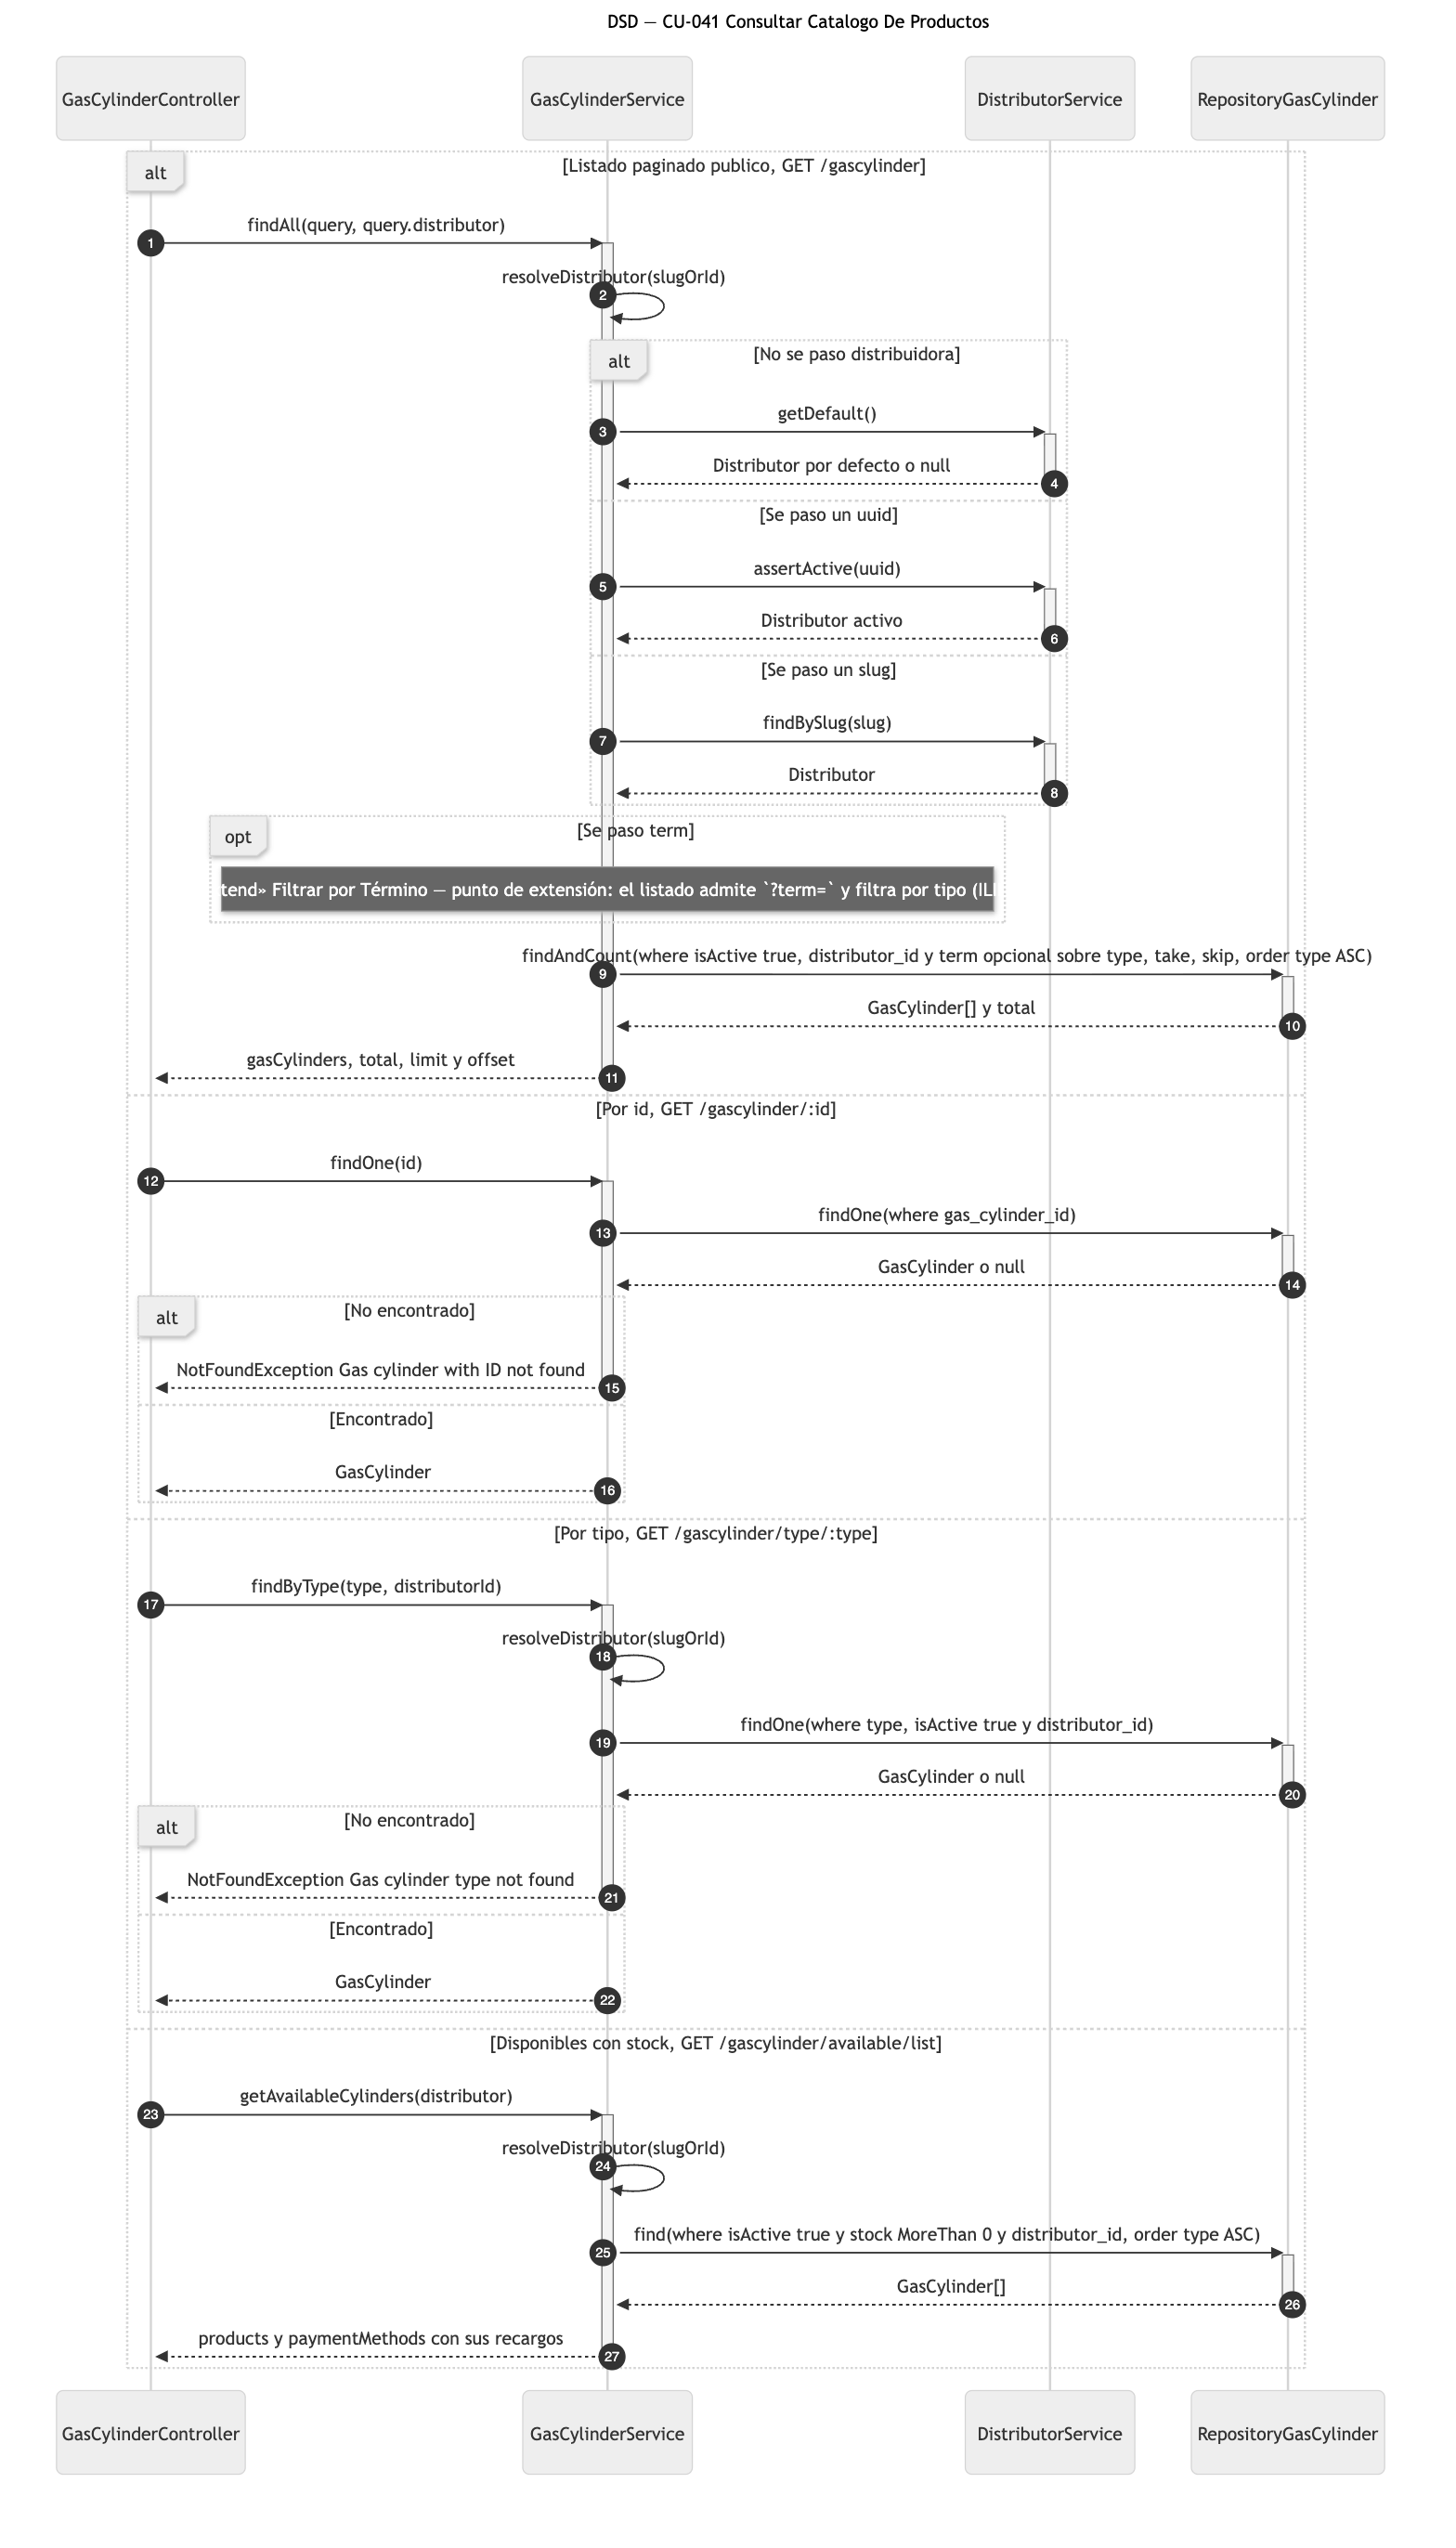 DSD — CU-041 Consultar Catalogo De Productos
GasCylinderController
GasCylinderService
DistributorService
RepositoryGasCylinder
alt
[Listado paginado publico, GET /gascylinder]
findAll(query, query.distributor)
1
resolveDistributor(slugOrId)
2
alt
[No se paso distribuidora]
getDefault()
3
Distributor por defecto o null
4
[Se paso un uuid]
assertActive(uuid)
5
Distributor activo
6
[Se paso un slug]
findBySlug(slug)
7
Distributor
8
opt
[Se paso term]
tend» Filtrar por Término — punto de extensión: el listado admite `?term=` y filtra por tipo (IL
findAndCount(where isActive true, distributor_id y term opcional sobre type, take, skip, order type ASC)
9
GasCylinder[] y total
10
gasCylinders, total, limit y offset
11
[Por id, GET /gascylinder/:id]
findOne(id)
12
findOne(where gas_cylinder_id)
13
GasCylinder o null
14
alt
[No encontrado]
NotFoundException Gas cylinder with ID not found
15
[Encontrado]
GasCylinder
16
[Por tipo, GET /gascylinder/type/:type]
findByType(type, distributorId)
17
resolveDistributor(slugOrId)
18
findOne(where type, isActive true y distributor_id)
19
GasCylinder o null
20
alt
[No encontrado]
NotFoundException Gas cylinder type not found
21
[Encontrado]
GasCylinder
22
[Disponibles con stock, GET /gascylinder/available/list]
getAvailableCylinders(distributor)
23
resolveDistributor(slugOrId)
24
find(where isActive true y stock MoreThan 0 y distributor_id, order type ASC)
25
GasCylinder[]
26
products y paymentMethods con sus recargos
27
GasCylinderController
GasCylinderService
DistributorService
RepositoryGasCylinder